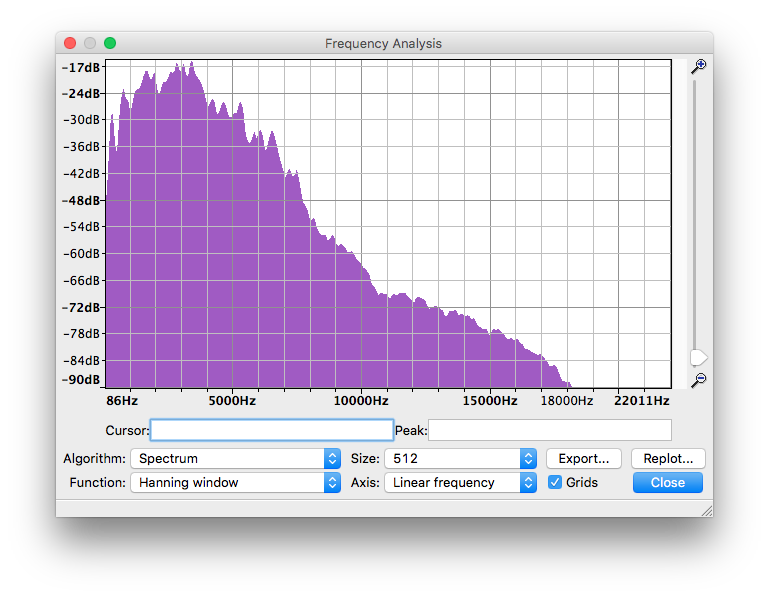 Frequency Analysis
-17dB
-24dB
-30dB
-36dB
-42dB
-48dB
-54dB
-60dB
-66dB
-72dB
-78dB
-84dB
-90dB
86Hz 5000Hz 10000Hz 15000Hz 18000Hz 22011Hz
Cursor: Peak:
Algorithm: Spectrum Size: 512 Export... Replot...
Function: Hanning window Axis: Linear frequency Grids Close